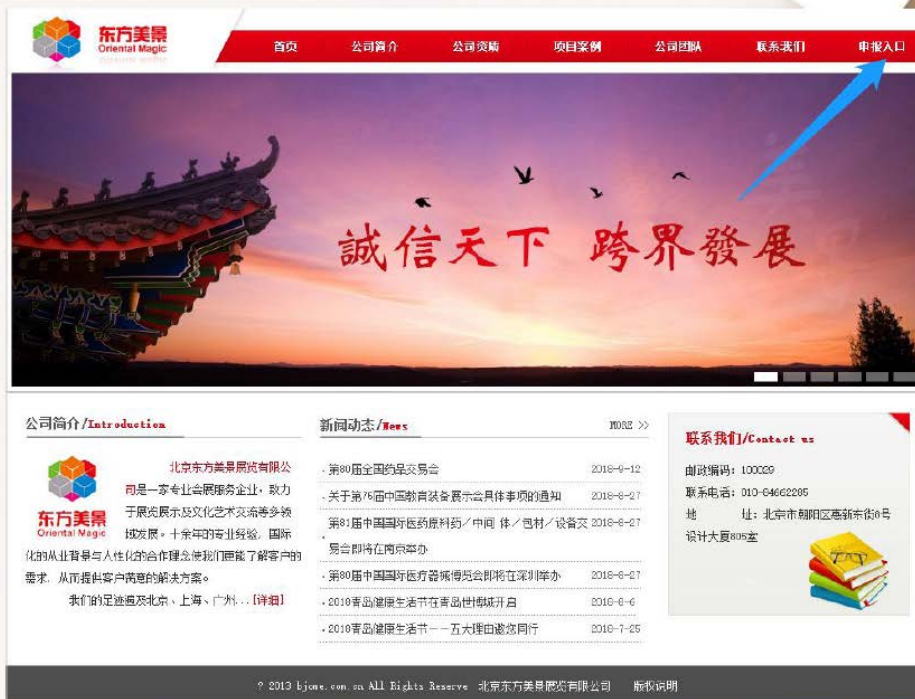 东方美景
Oriental Magic
首页 公司简介 公司资质 项目案例 公司团队 联系我们 申报入口
誠信天下 跨界發展
公司简介/Introduction
北京东方美景展览有限公
司是一家专业会展服务企业，致力
于展览展示及文化艺术交流等多领
域发展。十余年的专业经验，国际
化的从业背景与人性化的合作理念使我们更能了解客户的
需求，从而提供客户满意的解决方案。
我们的足迹遍及北京、上海、广州...[详细]
东方美景
Oriental Magic
新闻动态/News MORE >>
·第80届全国药品交易会 2018-9-12
·关于第75届中国教育装备展示会具体事项的通知 2018-8-27
第81届中国国际医药原料药／中间 体／包材／设备交 2018-8-27
·易会即将在南京举办
·第80届中国国际医疗器械博览会即将在深圳举办 2018-8-27
·2018青岛健康生活节在青岛世博城开启 2018-8-6
·2018青岛健康生活节－－五大理由邀您同行 2018-7-25
联系我们/Contact us
邮政编码：100029
联系电话：010-84662285
地 址：北京市朝阳区惠新东街8号
设计大厦805室
? 2013 bjome.com.cn All Rights Reserve 北京东方美景展览有限公司 版权说明